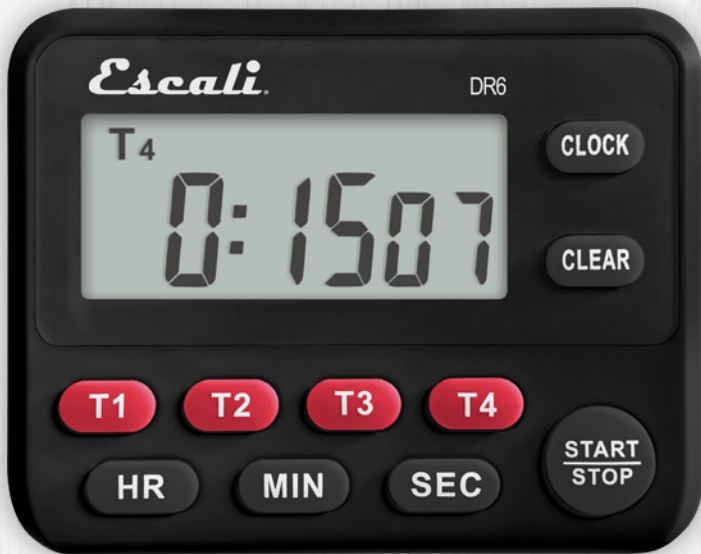 Escali.
DR6
T4
0:1507
CLOCK
CLEAR
T1 T2 T3 T4
HR MIN SEC
START
STOP